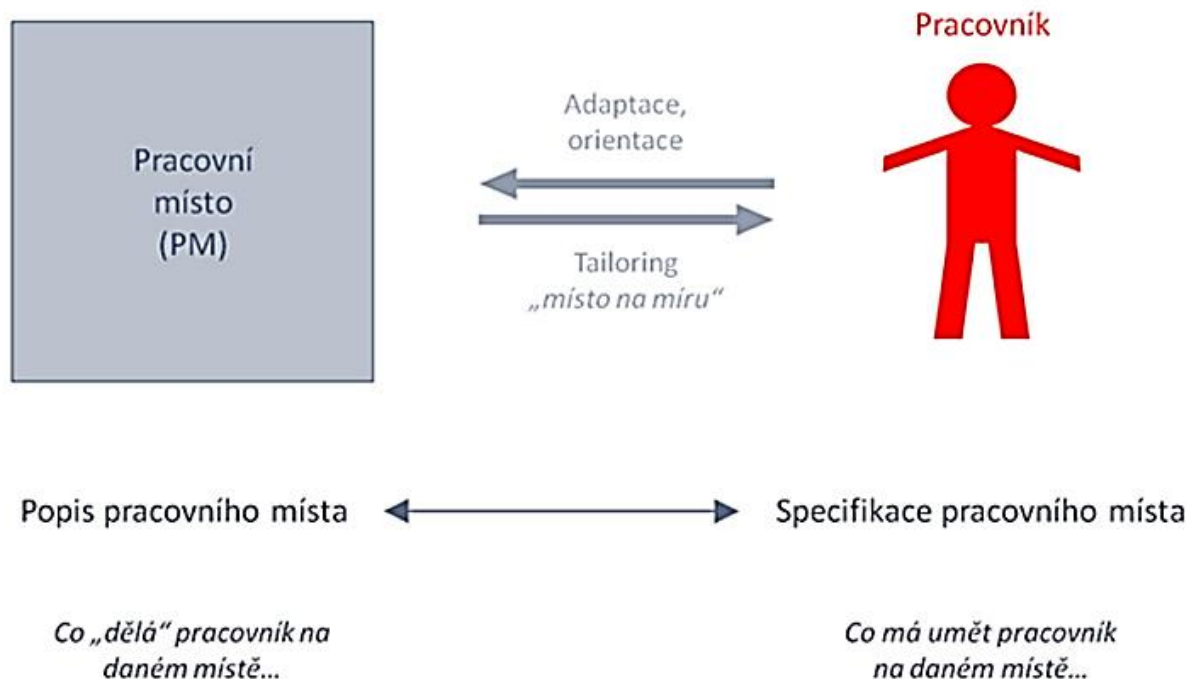 Pracovník
Adaptace,
orientace
Pracovní
místo
(PM)
Tailoring
„místo na míru“
Popis pracovního místa
Specifikace pracovního místa
Co „dělá“ pracovník na
daném místě...
Co má umět pracovník
na daném místě...